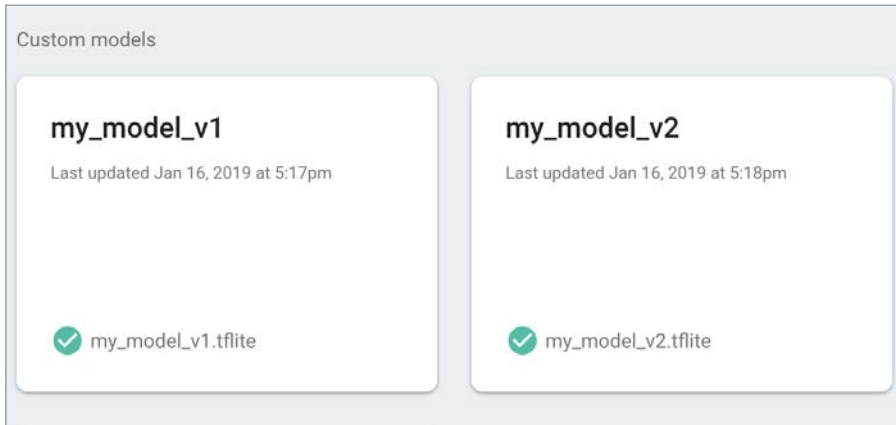 Custom models
my_model_v1
Last updated Jan 16, 2019 at 5:17pm
my_model_v1.tflite
my_model_v2
Last updated Jan 16, 2019 at 5:18pm
my_model_v2.tflite